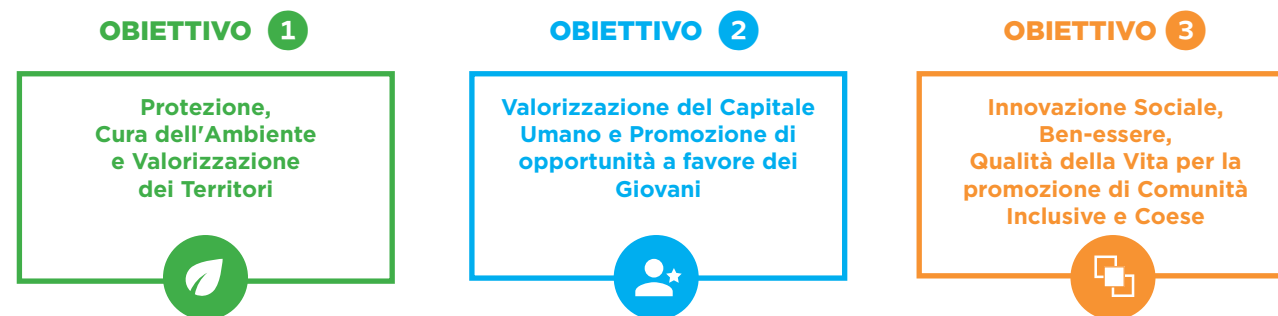 OBIETTIVO 1
Protezione,
Cura dell'Ambiente
e Valorizzazione
dei Territori
OBIETTIVO 2
Valorizzazione del Capitale
Umano e Promozione di
opportunità a favore dei
Giovani
OBIETTIVO 3
Innovazione Sociale,
Ben-essere,
Qualità della Vita per la
promozione di Comunità
Inclusive e Coese